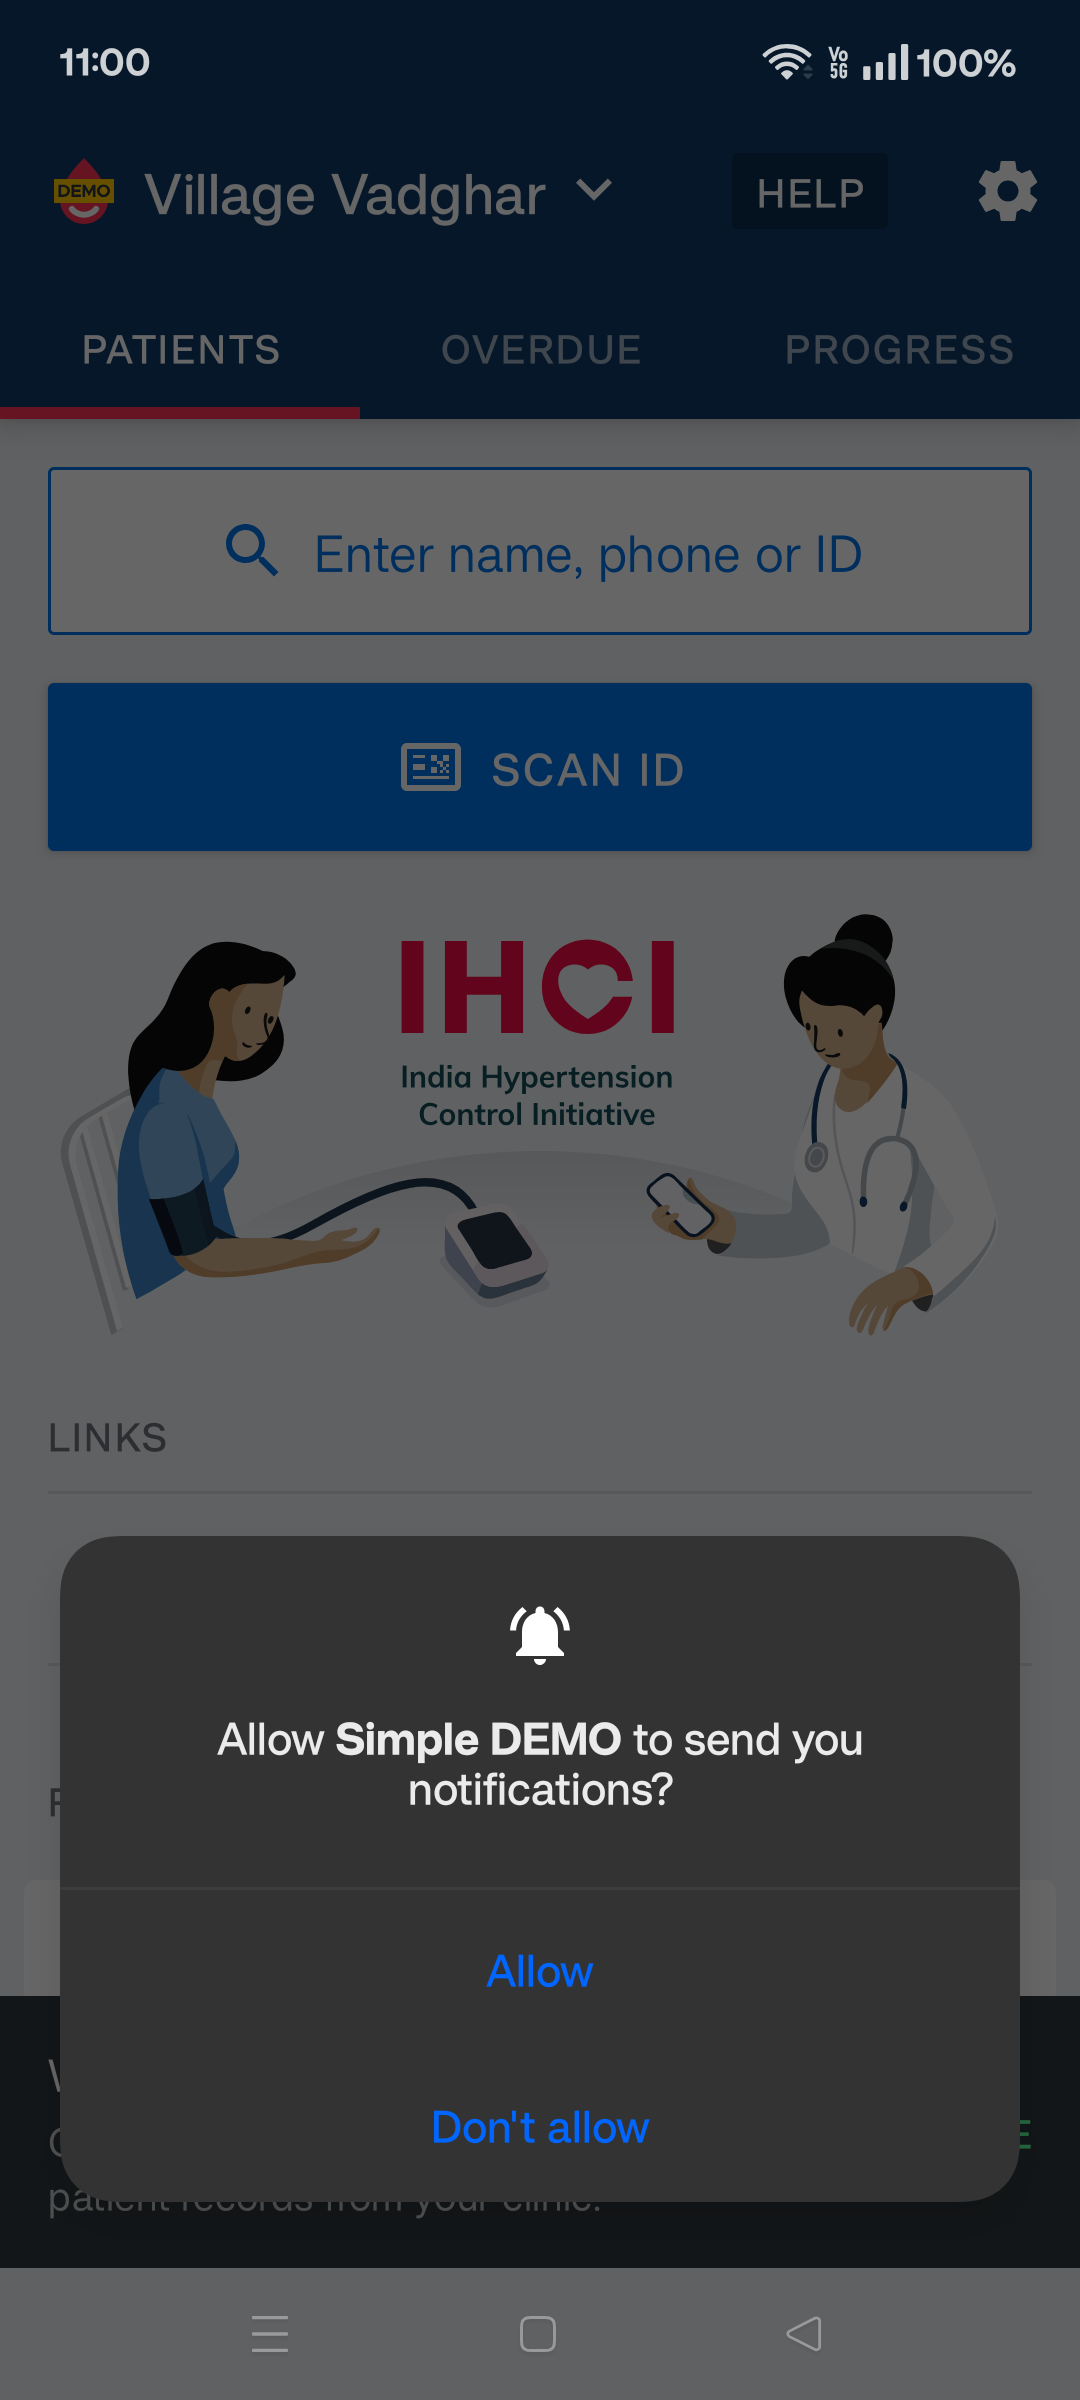 11:00
Vo
5G
100%
DEMO
Village Vadghar
HELP
PATIENTS
OVERDUE
PROGRESS
Enter name, phone or ID
SCAN ID
IHCI
India Hypertension
Control Initiative
LINKS
Allow Simple DEMO to send you
notifications?
Allow
Don't allow
patient records from your clinic.